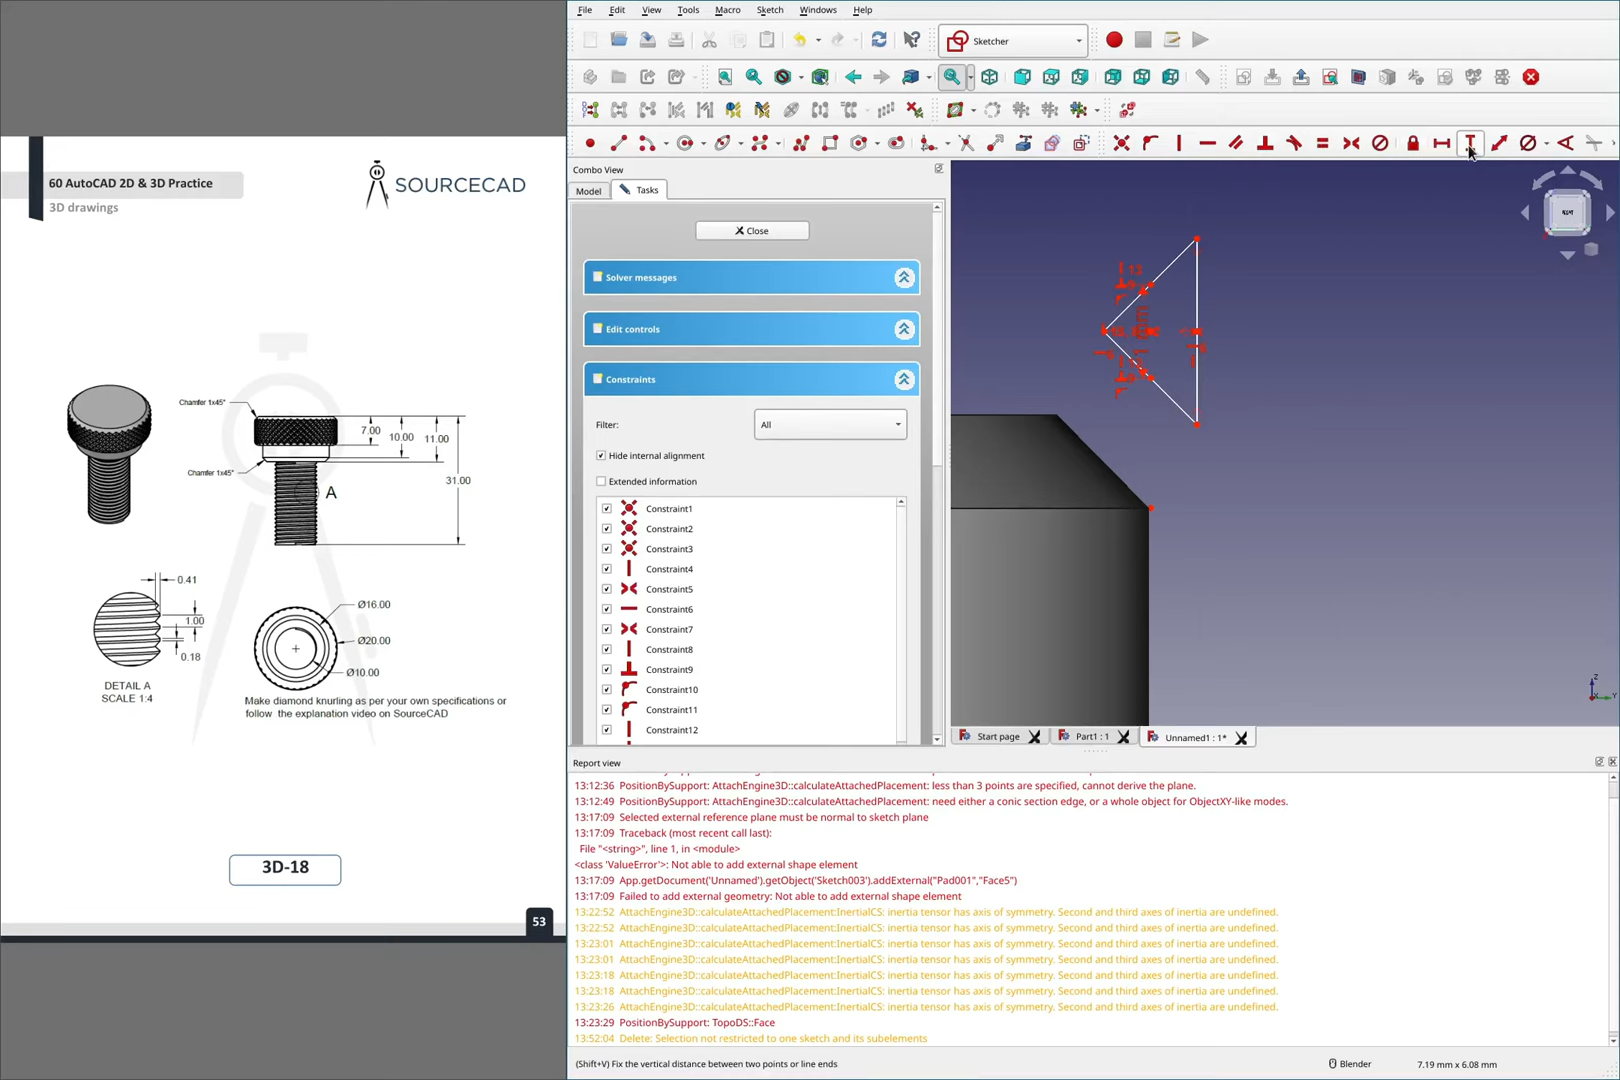 60 AutoCAD 2D & 3D Practice
3D drawings
SOURCECAD
Chamfer 1x45°
7.00
10.00
11.00
Chamfer 1x45°
31.00
A
0.41
1.00
0.18
DETAIL A
SCALE 1:4
Ø16.00
Ø20.00
Ø10.00
Make diamond knurling as per your own specifications or
follow the explanation video on SourceCAD
3D-18
53
File Edit View Tools Macro Sketch Windows Help
Sketcher
Combo View
Model Tasks
Close
Solver messages
Edit controls
Constraints
Filter: All
Hide internal alignment
Extended information
Constraint1
Constraint2
Constraint3
Constraint4
Constraint5
Constraint6
Constraint7
Constraint8
Constraint9
Constraint10
Constraint11
Constraint12
13
Z
Y
Start page Part1 : 1 Unnamed1 : 1*
Report view
13:12:36 PositionBySupport: AttachEngine3D::calculateAttachedPlacement: less than 3 points are specified, cannot derive the plane.
13:12:49 PositionBySupport: AttachEngine3D::calculateAttachedPlacement: need either a conic section edge, or a whole object for ObjectXY-like modes.
13:17:09 Selected external reference plane must be normal to sketch plane
13:17:09 Traceback (most recent call last):
File "<string>", line 1, in <module>
<class 'ValueError'>: Not able to add external shape element
13:17:09 App.getDocument('Unnamed').getObject('Sketch003').addExternal("Pad001","Face5")
13:17:09 Failed to add external geometry: Not able to add external shape element
13:22:52 AttachEngine3D::calculateAttachedPlacement:InertialCS: inertia tensor has axis of symmetry. Second and third axes of inertia are undefined.
13:22:52 AttachEngine3D::calculateAttachedPlacement:InertialCS: inertia tensor has axis of symmetry. Second and third axes of inertia are undefined.
13:23:01 AttachEngine3D::calculateAttachedPlacement:InertialCS: inertia tensor has axis of symmetry. Second and third axes of inertia are undefined.
13:23:01 AttachEngine3D::calculateAttachedPlacement:InertialCS: inertia tensor has axis of symmetry. Second and third axes of inertia are undefined.
13:23:18 AttachEngine3D::calculateAttachedPlacement:InertialCS: inertia tensor has axis of symmetry. Second and third axes of inertia are undefined.
13:23:18 AttachEngine3D::calculateAttachedPlacement:InertialCS: inertia tensor has axis of symmetry. Second and third axes of inertia are undefined.
13:23:26 AttachEngine3D::calculateAttachedPlacement:InertialCS: inertia tensor has axis of symmetry. Second and third axes of inertia are undefined.
13:23:29 PositionBySupport: TopoDS::Face
13:52:04 Delete: Selection not restricted to one sketch and its subelements
(Shift+V) Fix the vertical distance between two points or line ends
Blender
7.19 mm x 6.08 mm